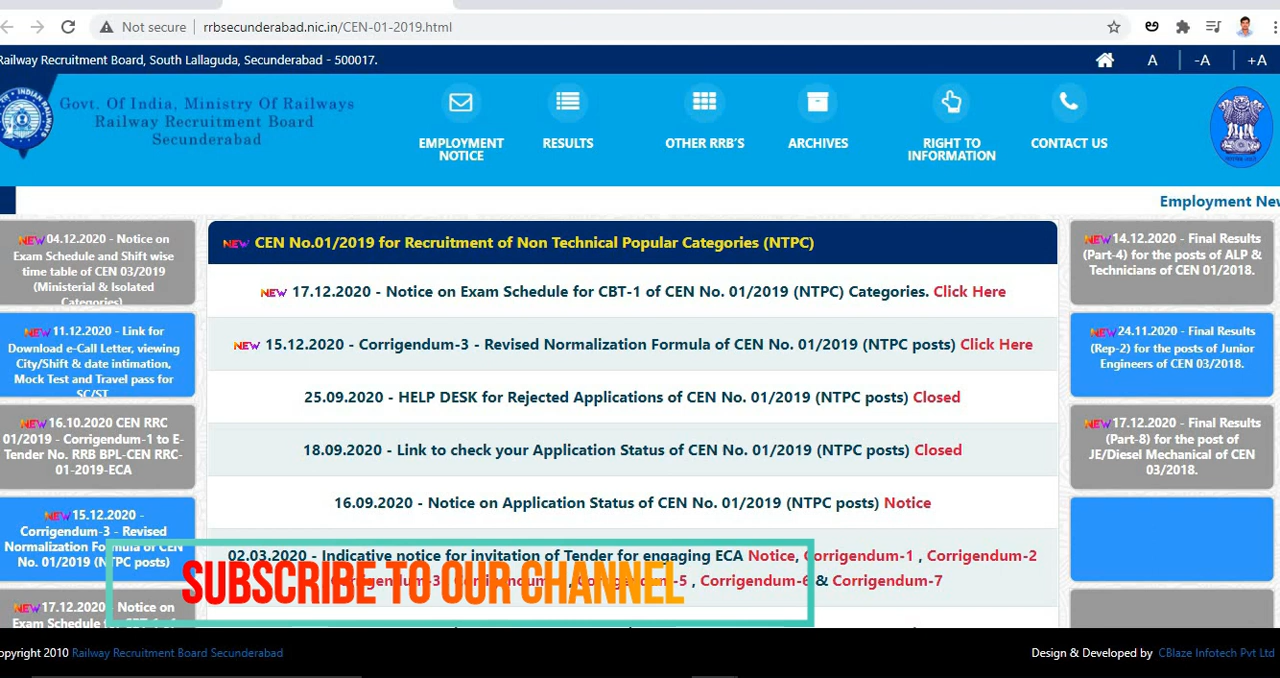 Not secure rrbsecunderabad.nic.in/CEN-01-2019.html
Railway Recruitment Board, South Lallaguda, Secunderabad - 500017.
A -A +A
Govt. Of India, Ministry Of Railways
Railway Recruitment Board
Secunderabad
EMPLOYMENT
NOTICE
RESULTS
OTHER RRB'S
ARCHIVES
RIGHT TO
INFORMATION
CONTACT US
Employment New
NEW 04.12.2020 - Notice on
Exam Schedule and Shift wise
time table of CEN 03/2019
(Ministerial & Isolated
Categories)
NEW 11.12.2020 - Link for
Download e-Call Letter, viewing
City/Shift & date intimation,
Mock Test and Travel pass for
SC/ST
NEW 16.10.2020 CEN RRC
01/2019 - Corrigendum-1 to E-
Tender No. RRB BPL-CEN RRC-
01-2019-ECA
NEW 15.12.2020 -
Corrigendum-3 - Revised
Normalization Formula of CEN
No. 01/2019 (NTPC posts)
NEW 17.12.2020 - Notice on
Exam Schedule for CBT-1 of
NEW CEN No.01/2019 for Recruitment of Non Technical Popular Categories (NTPC)
NEW 17.12.2020 - Notice on Exam Schedule for CBT-1 of CEN No. 01/2019 (NTPC) Categories. Click Here
NEW 15.12.2020 - Corrigendum-3 - Revised Normalization Formula of CEN No. 01/2019 (NTPC posts) Click Here
25.09.2020 - HELP DESK for Rejected Applications of CEN No. 01/2019 (NTPC posts) Closed
18.09.2020 - Link to check your Application Status of CEN No. 01/2019 (NTPC posts) Closed
16.09.2020 - Notice on Application Status of CEN No. 01/2019 (NTPC posts) Notice
02.03.2020 - Indicative notice for invitation of Tender for engaging ECA Notice, Corrigendum-1 , Corrigendum-2
Corrigendum-3 , Corrigendum- , Corrigendum-5 , Corrigendum-6 & Corrigendum-7
SUBSCRIBE TO OUR CHANNEL
NEW 14.12.2020 - Final Results
(Part-4) for the posts of ALP &
Technicians of CEN 01/2018.
NEW 24.11.2020 - Final Results
(Rep-2) for the posts of Junior
Engineers of CEN 03/2018.
NEW 17.12.2020 - Final Results
(Part-8) for the post of
JE/Diesel Mechanical of CEN
03/2018.
opyright 2010 Railway Recruitment Board Secunderabad
Design & Developed by CBlaze Infotech Pvt Ltd